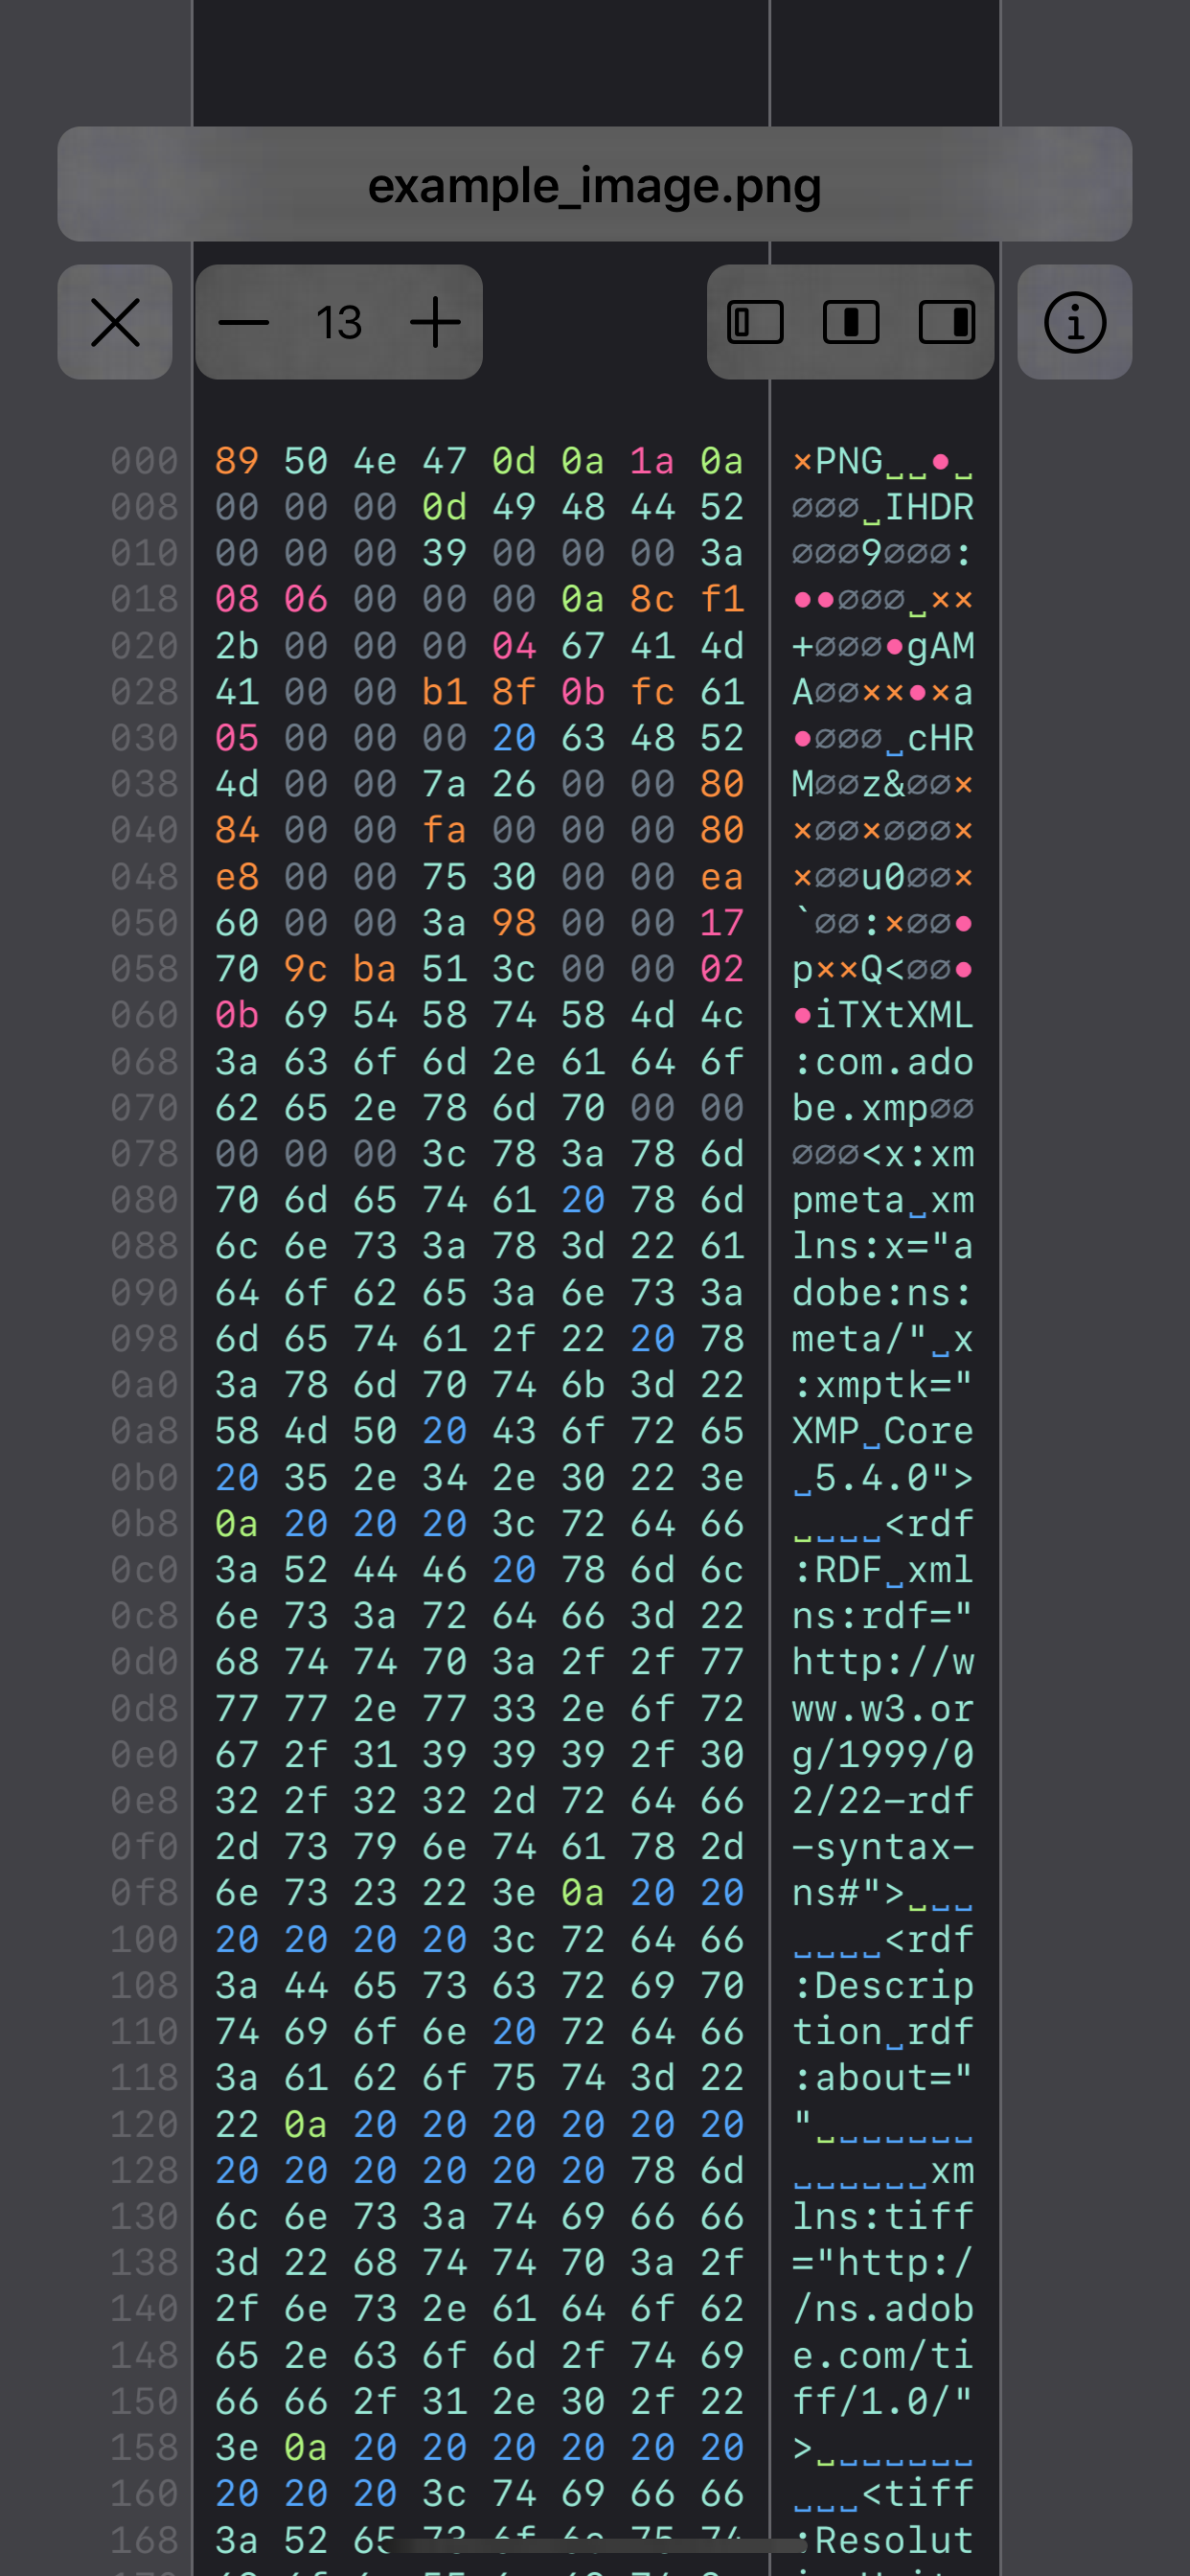 example_image.png
13
000 89 50 4e 47 0d 0a 1a 0a ×PNG␣␣•␣
008 00 00 00 0d 49 48 44 52 ∅∅∅␣IHDR
010 00 00 00 39 00 00 00 3a ∅∅∅9∅∅∅:
018 08 06 00 00 00 0a 8c f1 ••∅∅∅␣××
020 2b 00 00 00 04 67 41 4d +∅∅∅•gAM
028 41 00 00 b1 8f 0b fc 61 A∅∅××•×a
030 05 00 00 00 20 63 48 52 •∅∅∅␣cHR
038 4d 00 00 7a 26 00 00 80 M∅∅z&∅∅×
040 84 00 00 fa 00 00 00 80 ×∅∅×∅∅∅×
048 e8 00 00 75 30 00 00 ea ×∅∅u0∅∅×
050 60 00 00 3a 98 00 00 17 `∅∅:×∅∅•
058 70 9c ba 51 3c 00 00 02 p××Q<∅∅•
060 0b 69 54 58 74 58 4d 4c •iTXtXML
068 3a 63 6f 6d 2e 61 64 6f :com.ado
070 62 65 2e 78 6d 70 00 00 be.xmp∅∅
078 00 00 00 3c 78 3a 78 6d ∅∅∅<x:xm
080 70 6d 65 74 61 20 78 6d pmeta␣xm
088 6c 6e 73 3a 78 3d 22 61 lns:x="a
090 64 6f 62 65 3a 6e 73 3a dobe:ns:
098 6d 65 74 61 2f 22 20 78 meta/"␣x
0a0 3a 78 6d 70 74 6b 3d 22 :xmptk="
0a8 58 4d 50 20 43 6f 72 65 XMP␣Core
0b0 20 35 2e 34 2e 30 22 3e ␣5.4.0">
0b8 0a 20 20 20 3c 72 64 66 ␣␣␣␣<rdf
0c0 3a 52 44 46 20 78 6d 6c :RDF␣xml
0c8 6e 73 3a 72 64 66 3d 22 ns:rdf="
0d0 68 74 74 70 3a 2f 2f 77 http://w
0d8 77 77 2e 77 33 2e 6f 72 ww.w3.or
0e0 67 2f 31 39 39 39 2f 30 g/1999/0
0e8 32 2f 32 32 2d 72 64 66 2/22-rdf
0f0 2d 73 79 6e 74 61 78 2d -syntax-
0f8 6e 73 23 22 3e 0a 20 20 ns#">␣␣␣
100 20 20 20 20 3c 72 64 66 ␣␣␣␣<rdf
108 3a 44 65 73 63 72 69 70 :Descrip
110 74 69 6f 6e 20 72 64 66 tion␣rdf
118 3a 61 62 6f 75 74 3d 22 :about="
120 22 0a 20 20 20 20 20 20 "␣␣␣␣␣␣␣
128 20 20 20 20 20 20 78 6d ␣␣␣␣␣␣xm
130 6c 6e 73 3a 74 69 66 66 lns:tiff
138 3d 22 68 74 74 70 3a 2f ="http:/
140 2f 6e 73 2e 61 64 6f 62 /ns.adob
148 65 2e 63 6f 6d 2f 74 69 e.com/ti
150 66 66 2f 31 2e 30 2f 22 ff/1.0/"
158 3e 0a 20 20 20 20 20 20 >␣␣␣␣␣␣␣
160 20 20 20 3c 74 69 66 66 ␣␣␣<tiff
168 3a 52 65 73 6f 6c 75 74 :Resolut